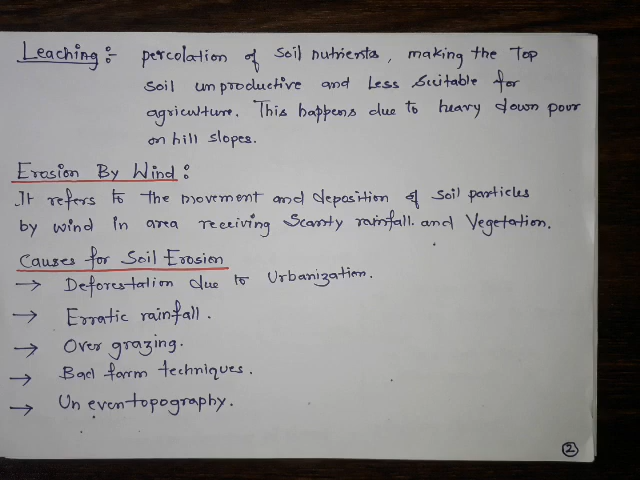 Leaching :- percolation of soil nutrients, making the Top
soil unproductive and Less Suitable for
agriculture. This happens due to heavy down pour
on hill slopes.
Erosion By Wind :
It refers to the movement and deposition of soil particles
by wind in area receiving Scanty rainfall and Vegetation.
Causes for Soil Erosion
→ Deforestation due to Urbanization.
→ Erratic rainfall.
→ Over grazing.
→ Bad farm techniques.
→ Un even topography.
2